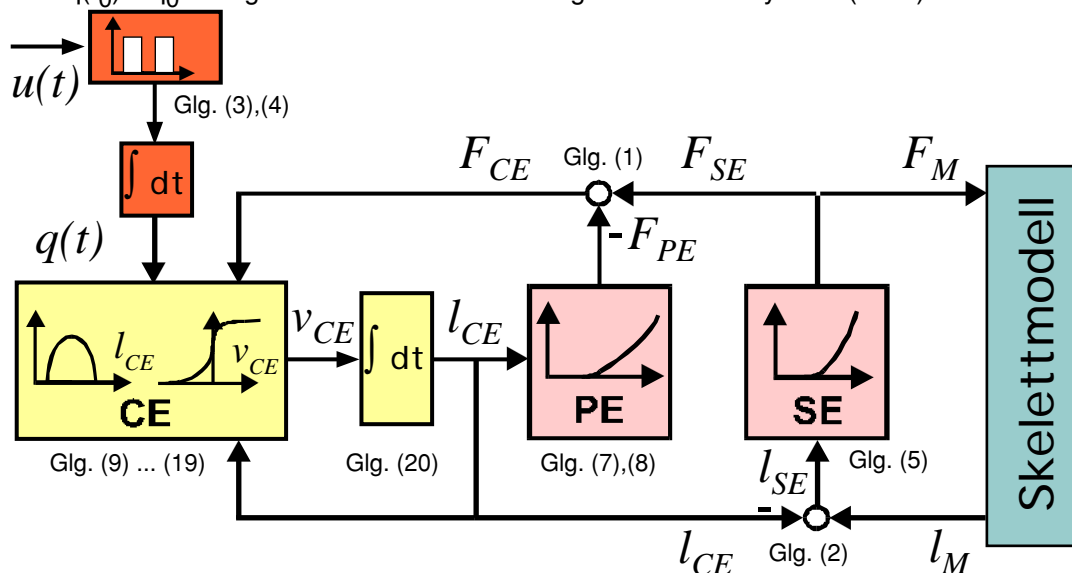 u(t)
Glg. (3),(4)
∫ dt
q(t)
F_CE
Glg. (1)
F_SE
F_M
-F_PE
l_CE
v_CE
CE
v_CE
∫ dt
l_CE
PE
SE
Skelettmodell
Glg. (9) ... (19)
Glg. (20)
Glg. (7),(8)
l_SE
Glg. (5)
-
l_CE
Glg. (2)
l_M